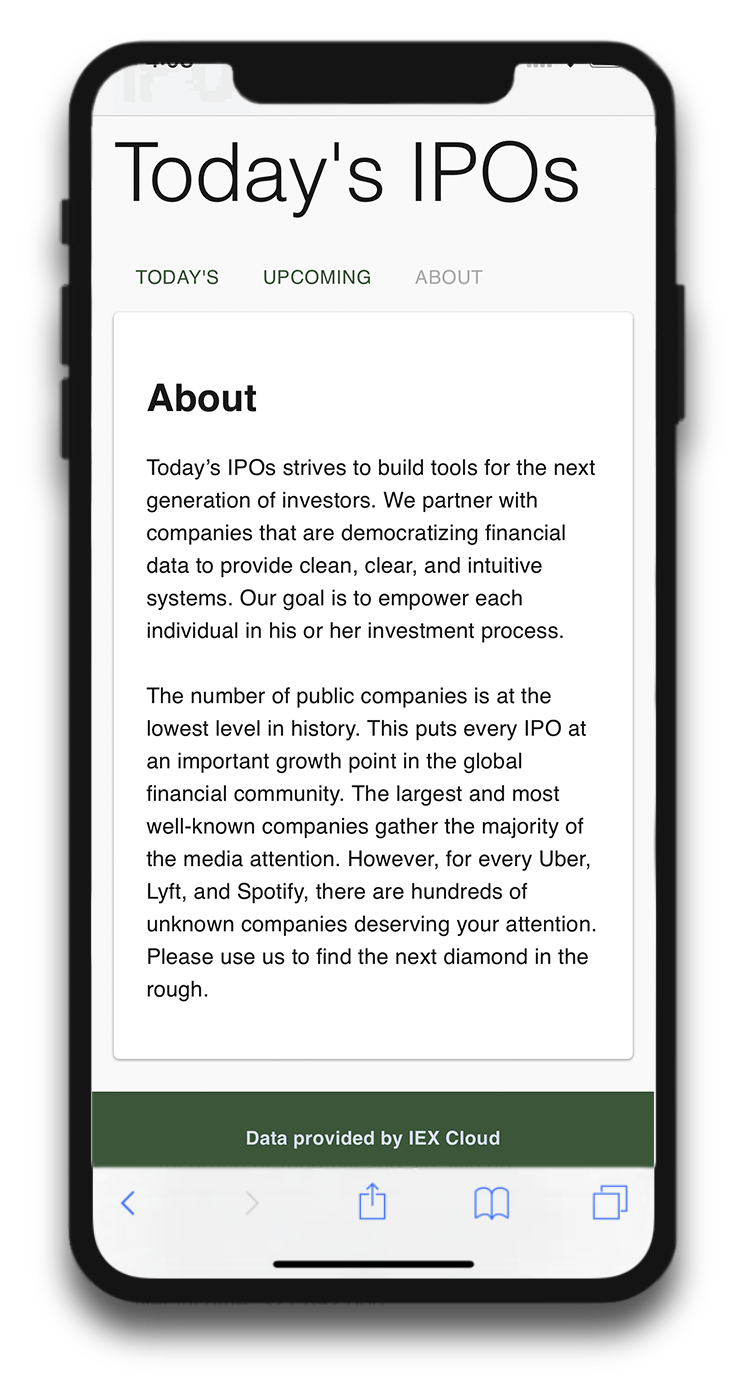 Today's IPOs
TODAY'S UPCOMING ABOUT
About
Today’s IPOs strives to build tools for the next
generation of investors. We partner with
companies that are democratizing financial
data to provide clean, clear, and intuitive
systems. Our goal is to empower each
individual in his or her investment process.
The number of public companies is at the
lowest level in history. This puts every IPO at
an important growth point in the global
financial community. The largest and most
well-known companies gather the majority of
the media attention. However, for every Uber,
Lyft, and Spotify, there are hundreds of
unknown companies deserving your attention.
Please use us to find the next diamond in the
rough.
Data provided by IEX Cloud